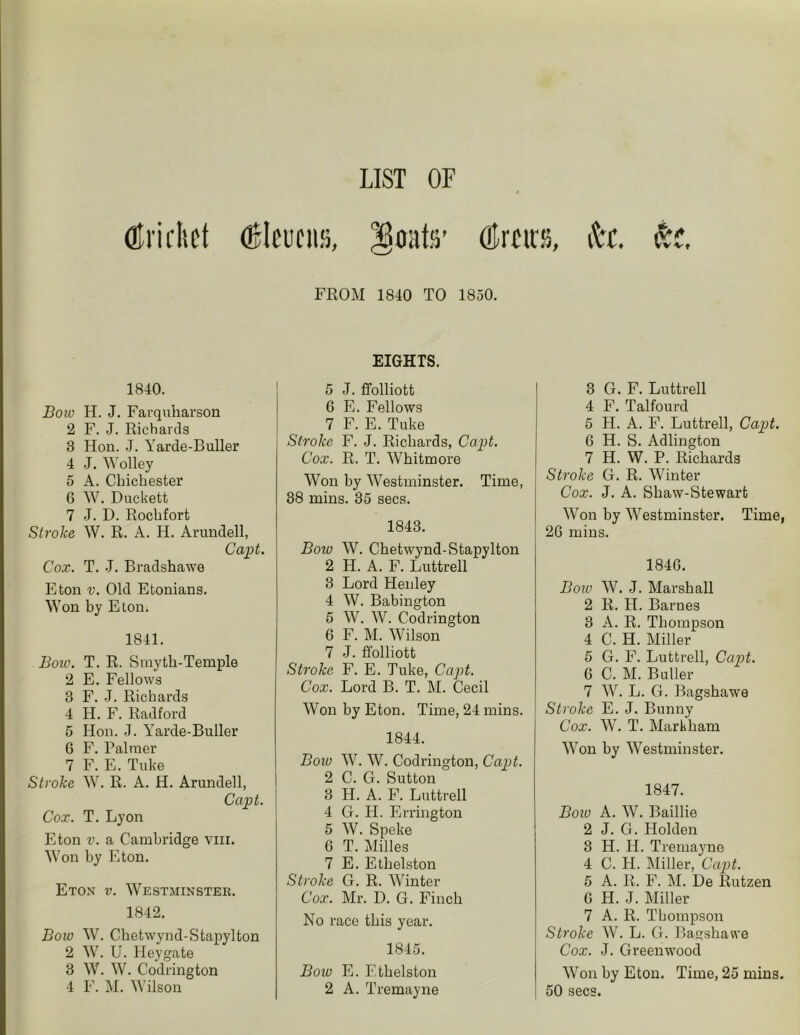 LIST OF
Cricket Elevens, Boats' Crews, &c. &c.
FROM 1840 TO 1850.
EIGHTS.
1840.
Bow H. J. Farquharson
2 F. J. Richards
3 Hon. J. Yarde-Buller
4 J. Wolley
5 A. Chichester
6 W. Duckett
7 J. D. Rochfort
Stroke W. R. A. H. Arundell,
Capt.
Cox. T. J. Bradshawe
Eton v. Old Etonians.
Won by Eton.
1841.
Bow. T. R. Smyth-Temple
2 E. Fellows
3 F. J. Richards
4 H. F. Radford
5 Hon. J. Yarde-Buller
6 F. Palmer
7 F. E. Tuke
Stroke W. R. A. H. Arundell,
Capt.
Cox. T. Lyon
Eton v. a Cambridge VIII.
Won by Eton.
ETON v. WESTMINSTER.
1842.
Bow W. Chetwynd-Stapylton
2 W. U. Heygate
3 W. W. Codrington
4 F. M. Wilson
5 J. ffolliott
6 E. Fellows
7 F. E. Tuke
Stroke F. J. Richards, Capt.
Cox. R. T. Whitmore
Won by Westminster. Time,
38 mins. 35 secs.
1843.
Bow W. Chetwynd-Stapylton
2 H. A. F. Luttrell
3 Lord Henley
4 W. Babington
5 W. W. Codrington
6 F. M. Wilson
7 J. ffolliott
Stroke F. E. Tuke, Capt.
Cox. Lord B. T. M. Cecil
Won by Eton. Time, 24 mins.
1844.
Bow W. W. Codrington, Capt.
2 C. G. Sutton
3 H. A. F. Luttrell
4 G. H. Errington
5 W. Speke
6 T. Milles
7 E. Ethelston
Stroke G. R. Winter
Cox. Mr. D. G. Finch
No race this year.
1845.
Bow E. Ethelston
2 A. Tremayne
3 G. F. Luttrell
4 F. Talfourd
5 H. A. F. Luttrell, Capt.
6 H. S. Adlington
7 H. W. P. Richards
Stroke G. R. Winter
Cox. J. A. Shaw-Stewart
Won by Westminster. Time,
26 mins.
1846.
Bow W. J. Marshall
2 R. H. Barnes
3 A. R. Thompson
4 C. H. Miller
5 G. F. Luttrell, Capt.
6 C. M. Buller
7 W. L. G. Bagshawe
Stroke E. J. Bunny
Cox. W. T. Markham
Won by Westminster.
1847.
Bow A. W. Baillie
2 J. G. Holden
3 H. H. Tremayne
4 C. H. Miller, Capt.
5 A. R. F. M. De Rutzen
6 H. J. Miller
7 A. R. Thompson
Stroke W. L. G. Bagshawe
Cox. J. Greenwood
Won by Eton. Time, 25 mins.
50 secs.